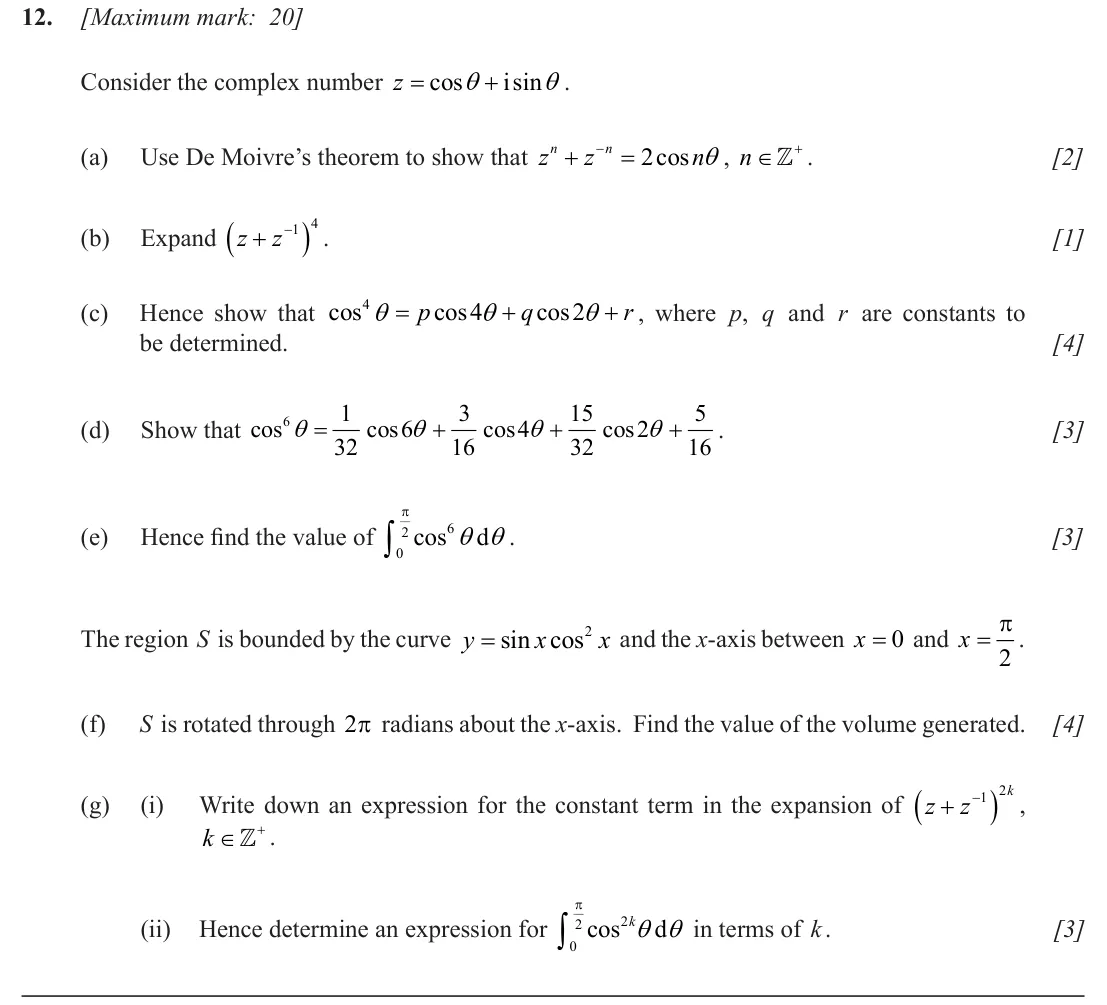 12. [Maximum mark: 20]
Consider the complex number z = cos θ + i sin θ .
(a) Use De Moivre’s theorem to show that zⁿ + z⁻ⁿ = 2 cos nθ , n ∈ ℤ⁺ . [2]
(b) Expand (z + z⁻¹)⁴ . [1]
(c) Hence show that cos⁴ θ = p cos 4θ + q cos 2θ + r , where p, q and r are constants to
be determined. [4]
(d) Show that cos⁶ θ = 1/32 cos 6θ + 3/16 cos 4θ + 15/32 cos 2θ + 5/16 . [3]
(e) Hence find the value of ∫₀^(π/2) cos⁶ θ dθ . [3]
The region S is bounded by the curve y = sin x cos² x and the x-axis between x = 0 and x = π/2 .
(f) S is rotated through 2π radians about the x-axis. Find the value of the volume generated. [4]
(g) (i) Write down an expression for the constant term in the expansion of (z + z⁻¹)²ᵏ ,
k ∈ ℤ⁺ .
(ii) Hence determine an expression for ∫₀^(π/2) cos²ᵏ θ dθ in terms of k . [3]